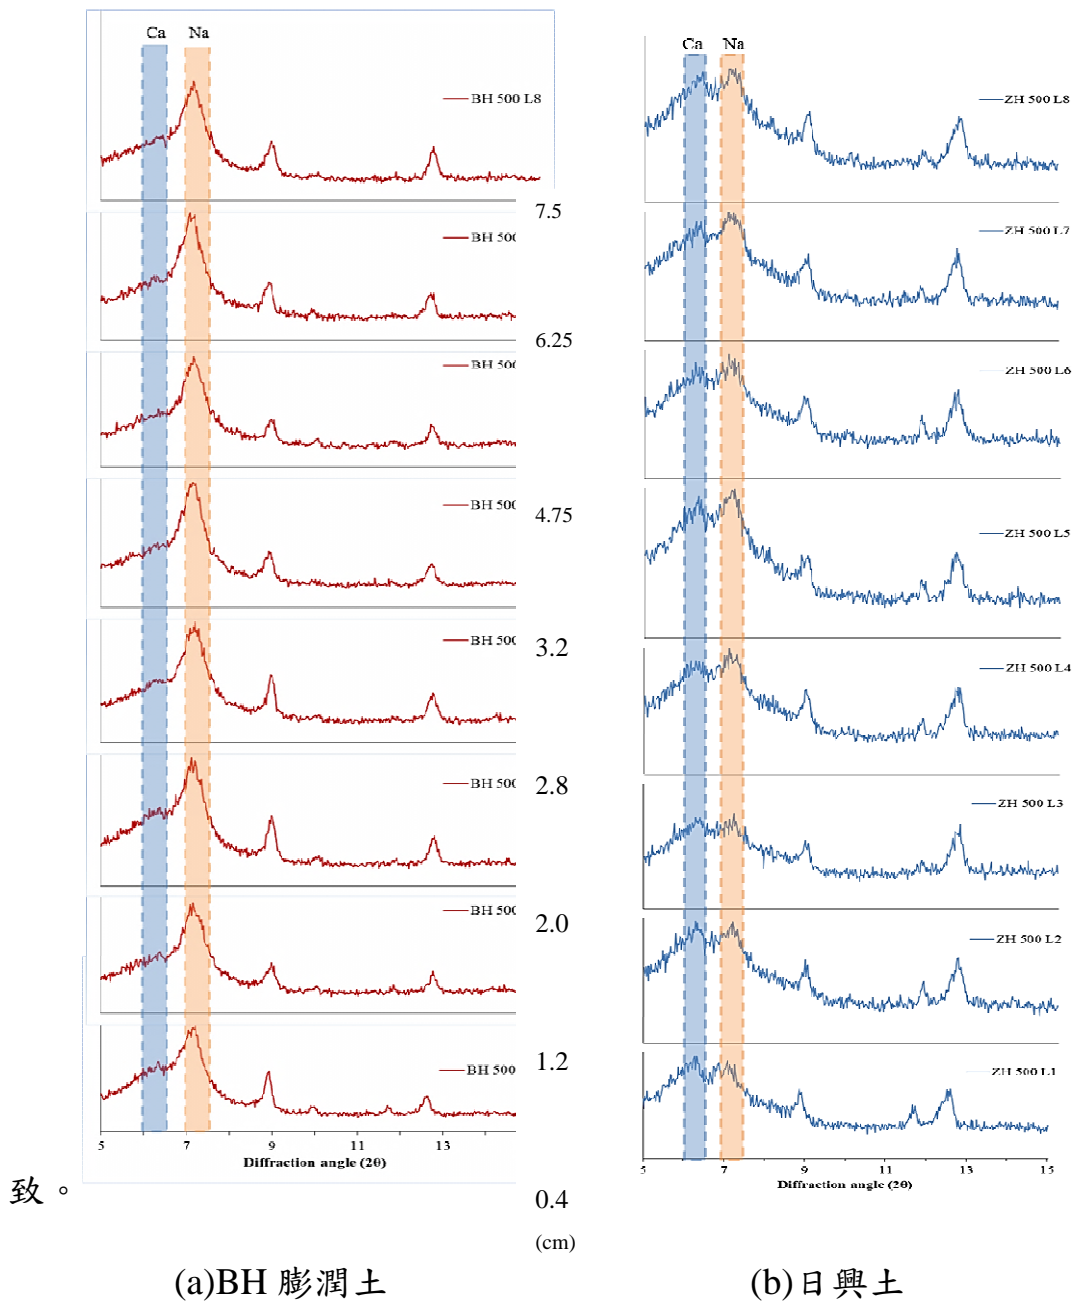 Ca Na
BH 500 L8
BH 500
BH 500
BH 500
BH 500
BH 500
BH 500
BH 500
5 7 9 11 13
Diffraction angle (2θ)
7.5
6.25
4.75
3.2
2.8
2.0
1.2
0.4
(cm)
Ca Na
ZH 500 L8
ZH 500 L7
ZH 500 L6
ZH 500 L5
ZH 500 L4
ZH 500 L3
ZH 500 L2
ZH 500 L1
5 7 9 11 13 15
Diffraction angle (2θ)
致。
(a)BH 膨潤土
(b)日興土